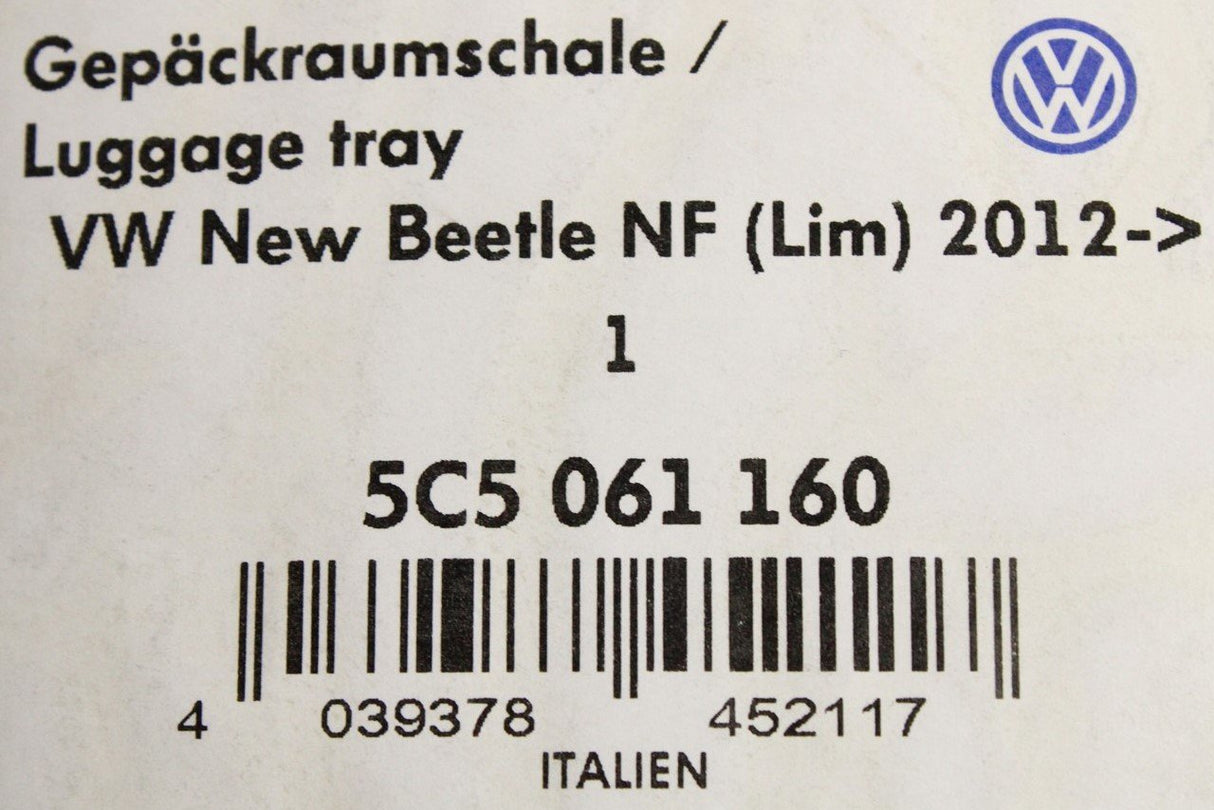 Gepäckraumschale /
Luggage tray
VW New Beetle NF (Lim) 2012->
1
5C5 061 160
4 039378 452117
ITALIEN